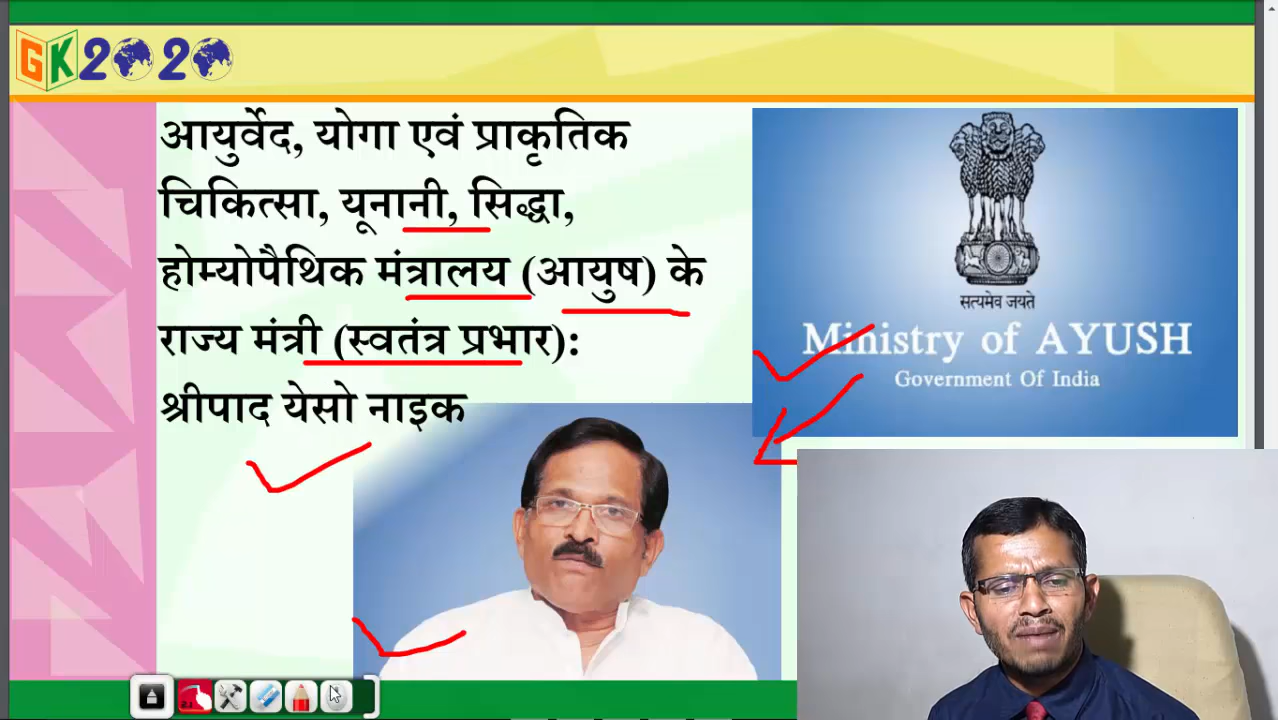 GK2020
आयुर्वेद, योगा एवं प्राकृतिक
चिकित्सा, यूनानी, सिद्धा,
होम्योपैथिक मंत्रालय (आयुष) के
राज्य मंत्री (स्वतंत्र प्रभार):
श्रीपाद येसो नाइक
सत्यमेव जयते
Ministry of AYUSH
Government Of India